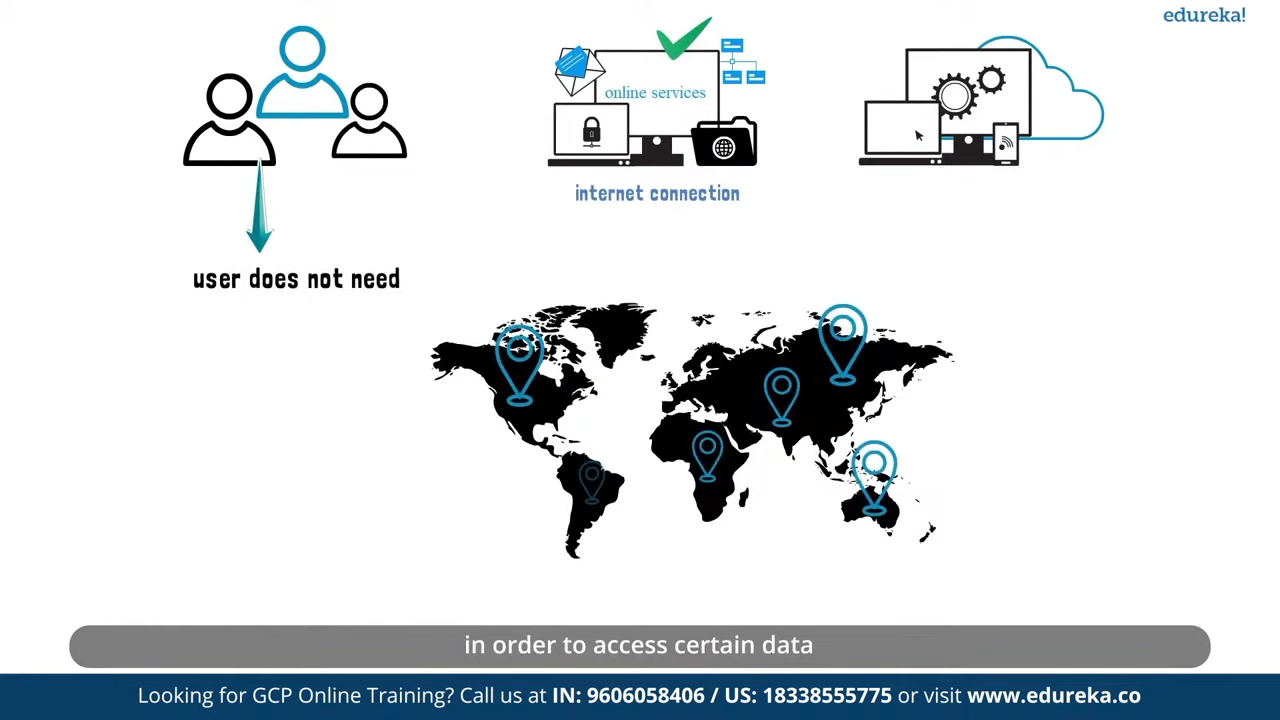 edureka!
online services
internet connection
user does not need
in order to access certain data
Looking for GCP Online Training? Call us at IN: 9606058406 / US: 18338555775 or visit www.edureka.co